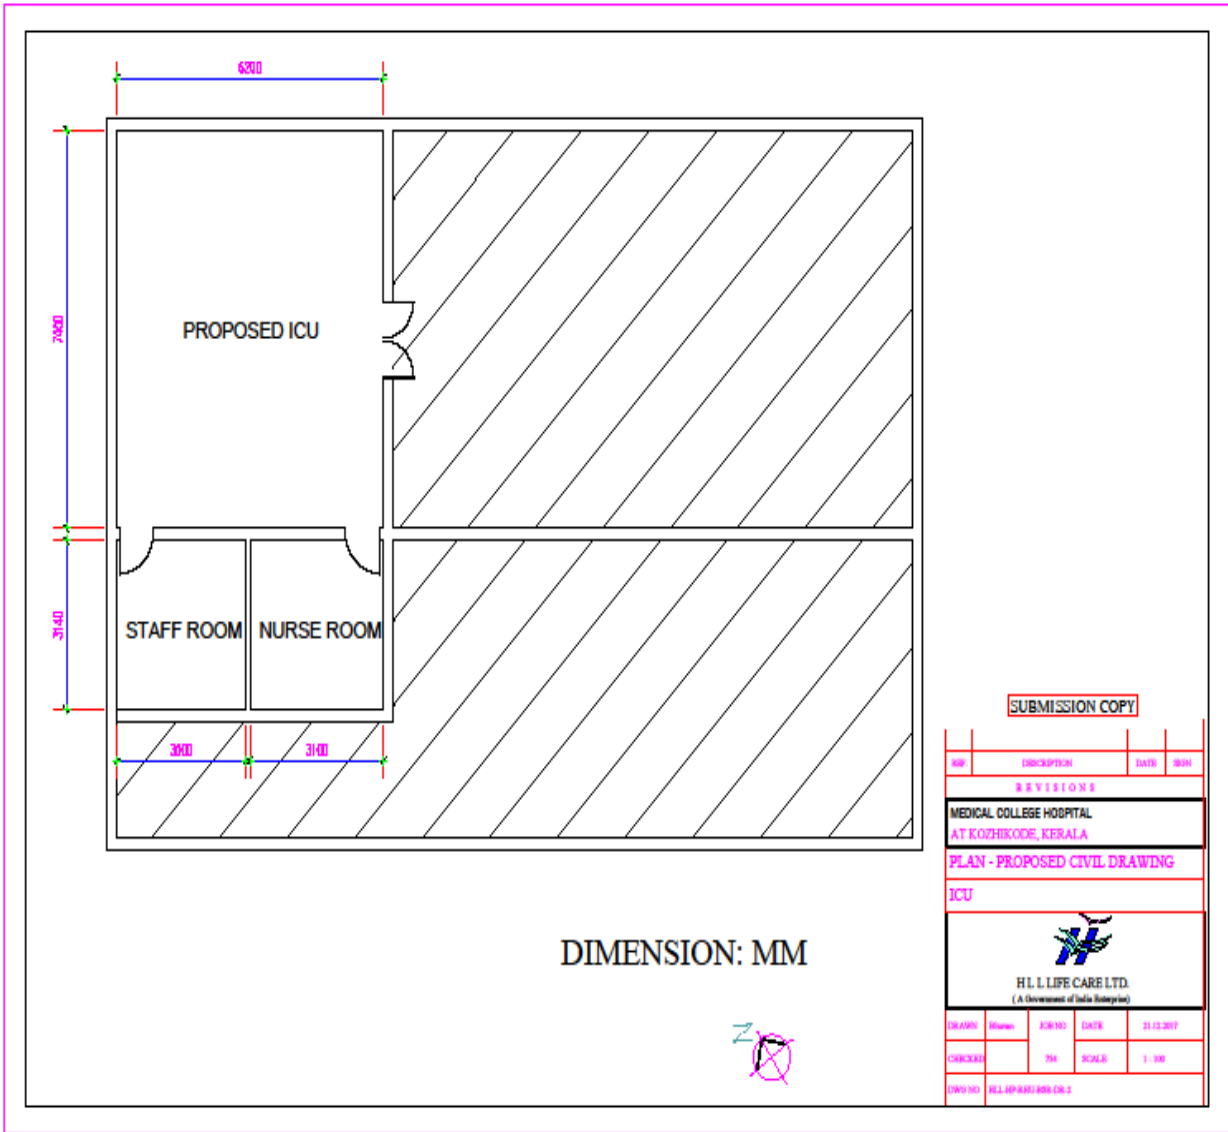 6200
PROPOSED ICU
3140
STAFF ROOM
NURSE ROOM
3000
3100
SUBMISSION COPY
REF.
DESCRIPTION
DATE
SIGN
REVISIONS
MEDICAL COLLEGE HOSPITAL
AT KOZHIKODE, KERALA
PLAN - PROPOSED CIVIL DRAWING
ICU
DIMENSION: MM
H L L LIFE CARE LTD.
( A Government of India Enterprise)
N
DRAWN
JOB NO
DATE
21.12.2017
CHECKED
SCALE
1 : 100
DWG NO